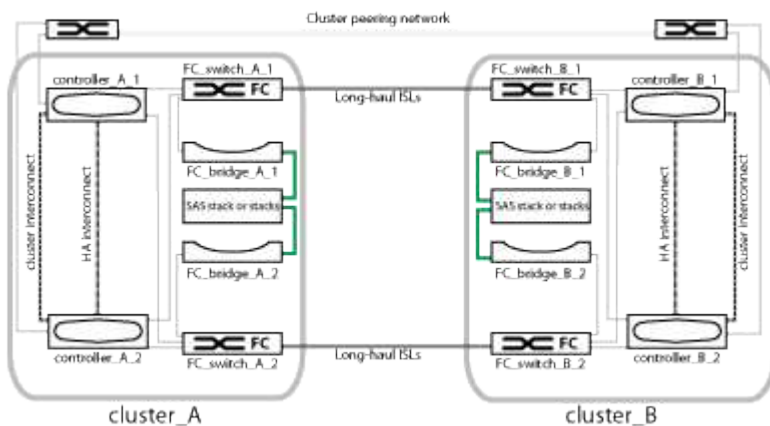 Cluster peering network
controller_A_1
FC_switch_A_1
FC
FC_bridge_A_1
SAS stack or stacks
FC_bridge_A_2
FC
FC_switch_A_2
controller_A_2
cluster interconnect
HA interconnect
cluster_A
Long-haul ISLs
Long-haul ISLs
FC_switch_B_1
FC
controller_B_1
FC_bridge_B_1
SAS stack or stacks
FC_bridge_B_2
FC
FC_switch_B_2
controller_B_2
HA interconnect
cluster interconnect
cluster_B